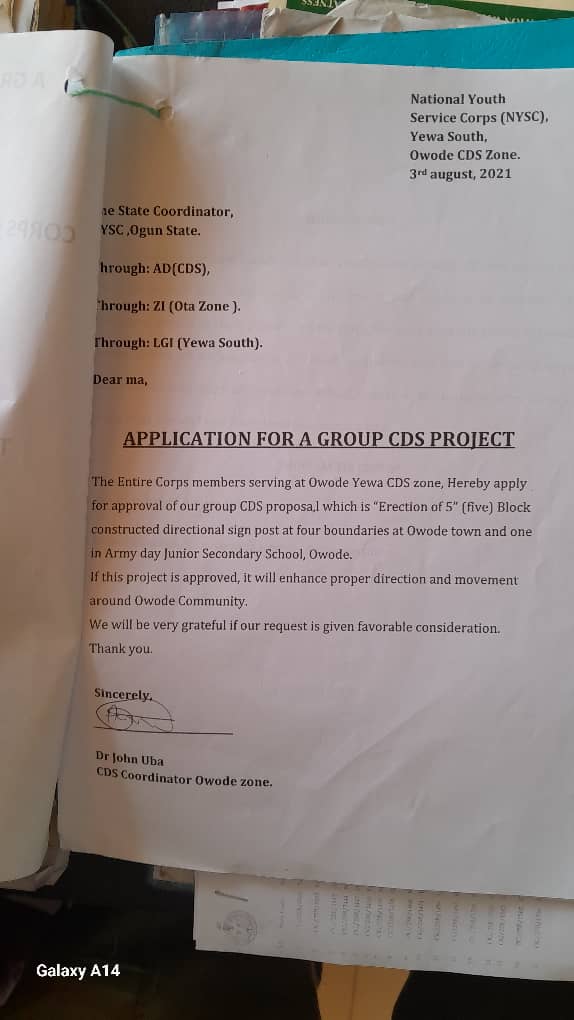 National Youth
Service Corps (NYSC),
Yewa South,
Owode CDS Zone.
3rd august, 2021
he State Coordinator,
YSC ,Ogun State.
hrough: AD(CDS),
hrough: ZI (Ota Zone ).
Through: LGI (Yewa South).
Dear ma,
APPLICATION FOR A GROUP CDS PROJECT
The Entire Corps members serving at Owode Yewa CDS zone, Hereby apply
for approval of our group CDS proposa,l which is “Erection of 5” (five) Block
constructed directional sign post at four boundaries at Owode town and one
in Army day Junior Secondary School, Owode.
If this project is approved, it will enhance proper direction and movement
around Owode Community.
We will be very grateful if our request is given favorable consideration.
Thank you.
Sincerely,
Dr John Uba
CDS Coordinator Owode zone.
Galaxy A14